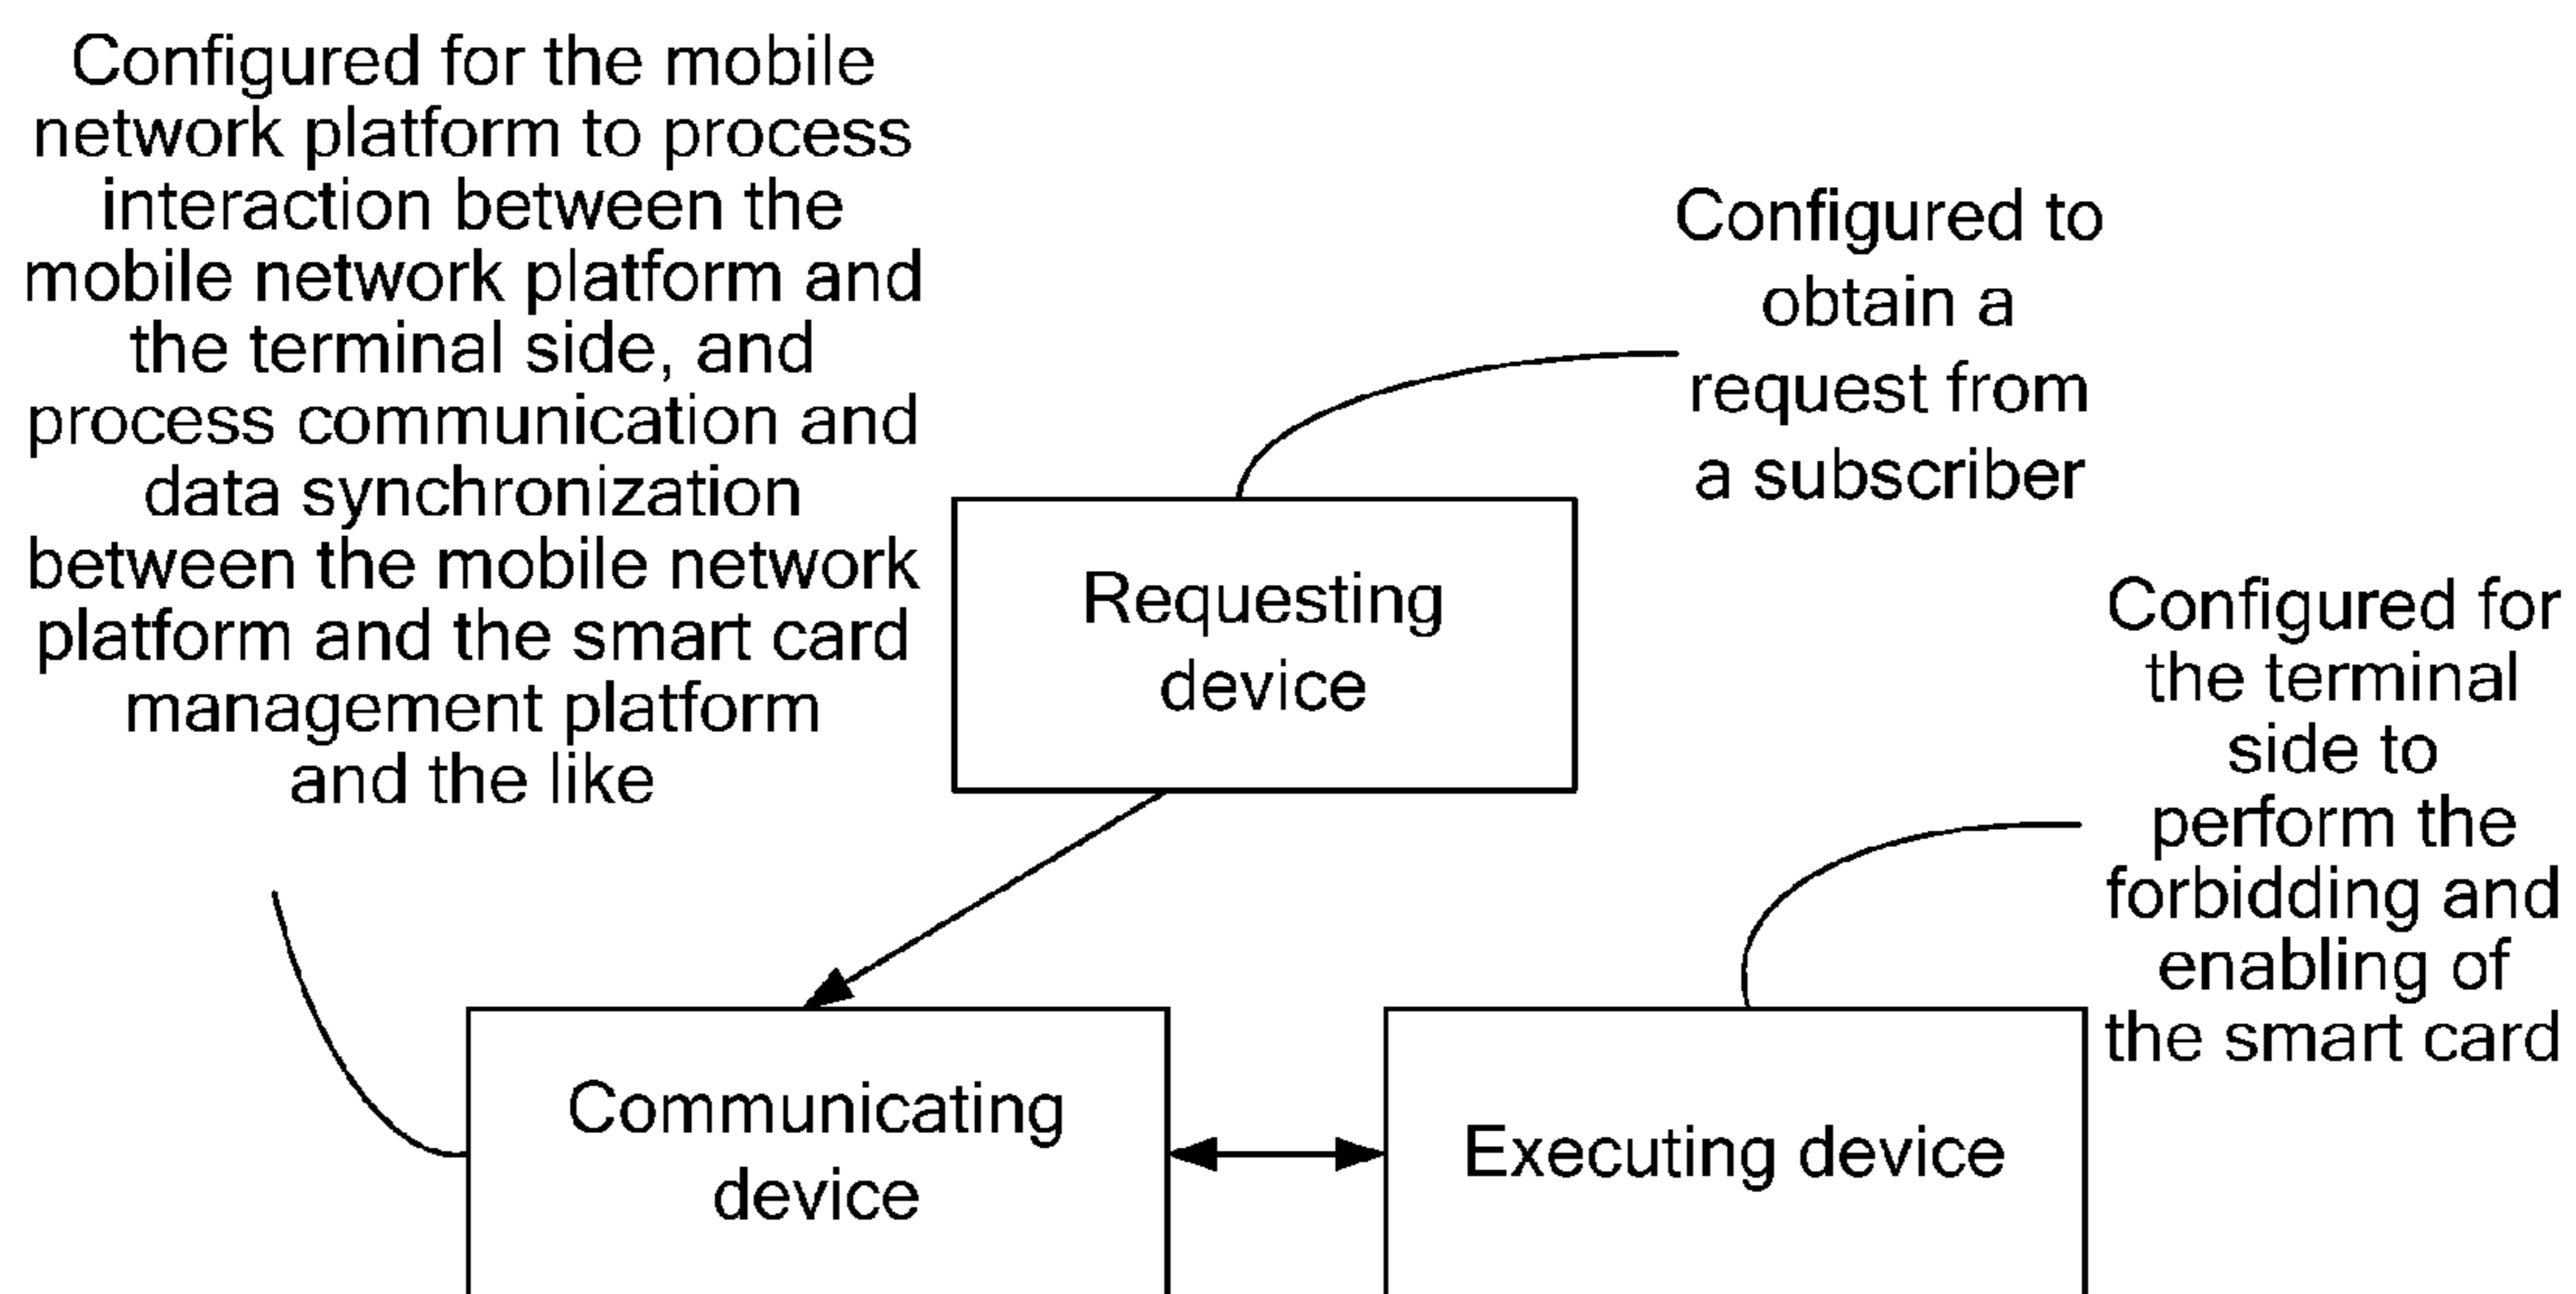 Configured for the mobile
network platform to process
interaction between the
mobile network platform and
the terminal side, and
process communication and
data synchronization
between the mobile network
platform and the smart card
management platform
and the like
Configured to
obtain a
request from
a subscriber
Requesting
device
Configured for
the terminal
side to
perform the
forbidding and
enabling of
the smart card
Communicating
device
Executing device